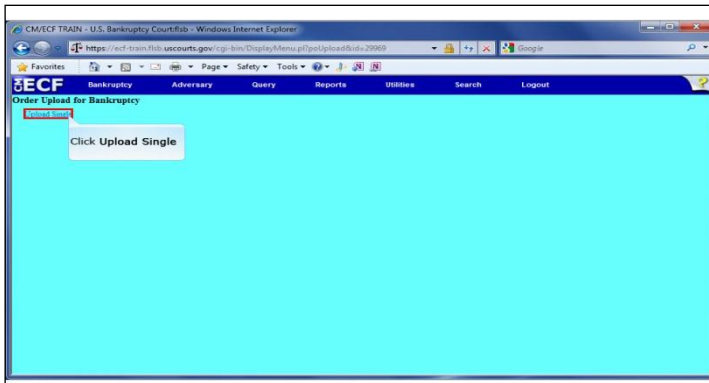 CM/ECF TRAIN - U.S. Bankruptcy Court:flsb - Windows Internet Explorer
https://ecf-train.flsb.uscourts.gov/cgi-bin/DisplayMenu.pl?poUpload&id=29969
Google
Favorites Page Safety Tools
ECF Bankruptcy Adversary Query Reports Utilities Search Logout ?
Order Upload for Bankruptcy
Upload Single
Click Upload Single